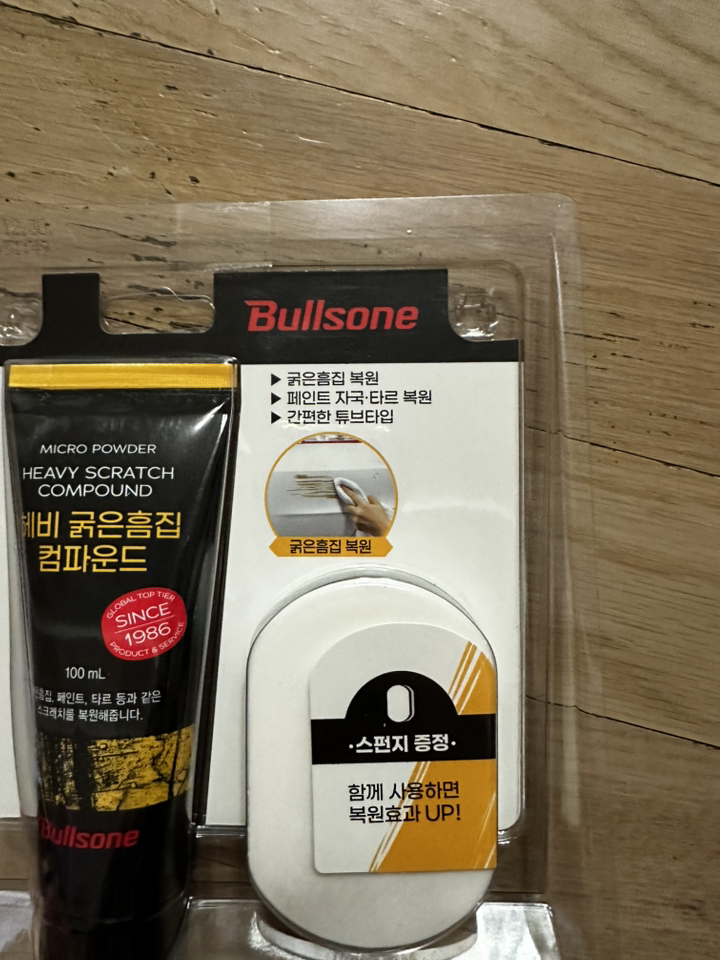 Bullsone
▶ 굵은흠집 복원
▶ 페인트 자국·타르 복원
▶ 간편한 튜브타입
굵은흠집 복원
MICRO POWDER
HEAVY SCRATCH
COMPOUND
헤비 굵은흠집
컴파운드
GLOBAL TOP TIER
SINCE
1986
PRODUCT & SERVICE
100 mL
페인트, 타르 등과 같은
스크래치를 복원해줍니다.
Bullsone
·스펀지 증정·
함께 사용하면
복원효과 UP!